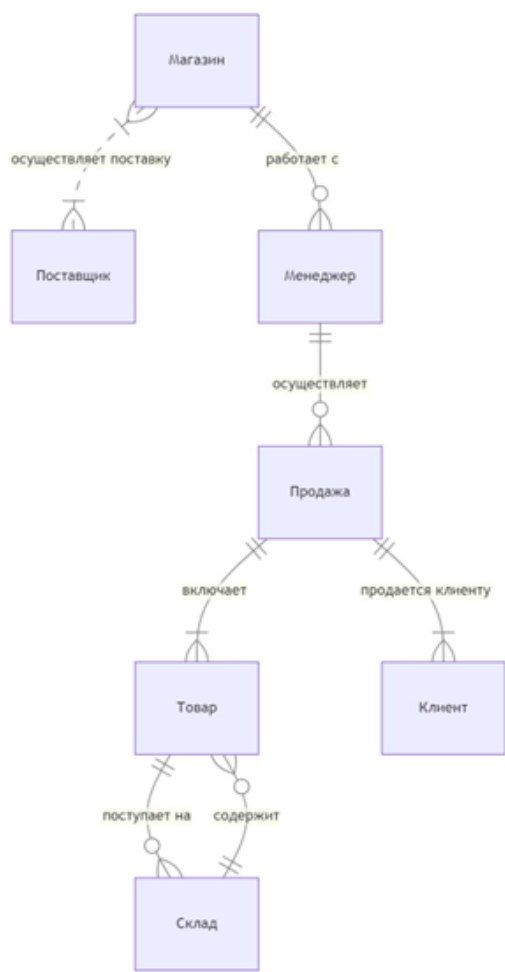 Магазин
осуществляет поставку
работает с
Поставщик
Менеджер
осуществляет
Продажа
включает
продается клиенту
Товар
Клиент
поступает на
содержит
Склад